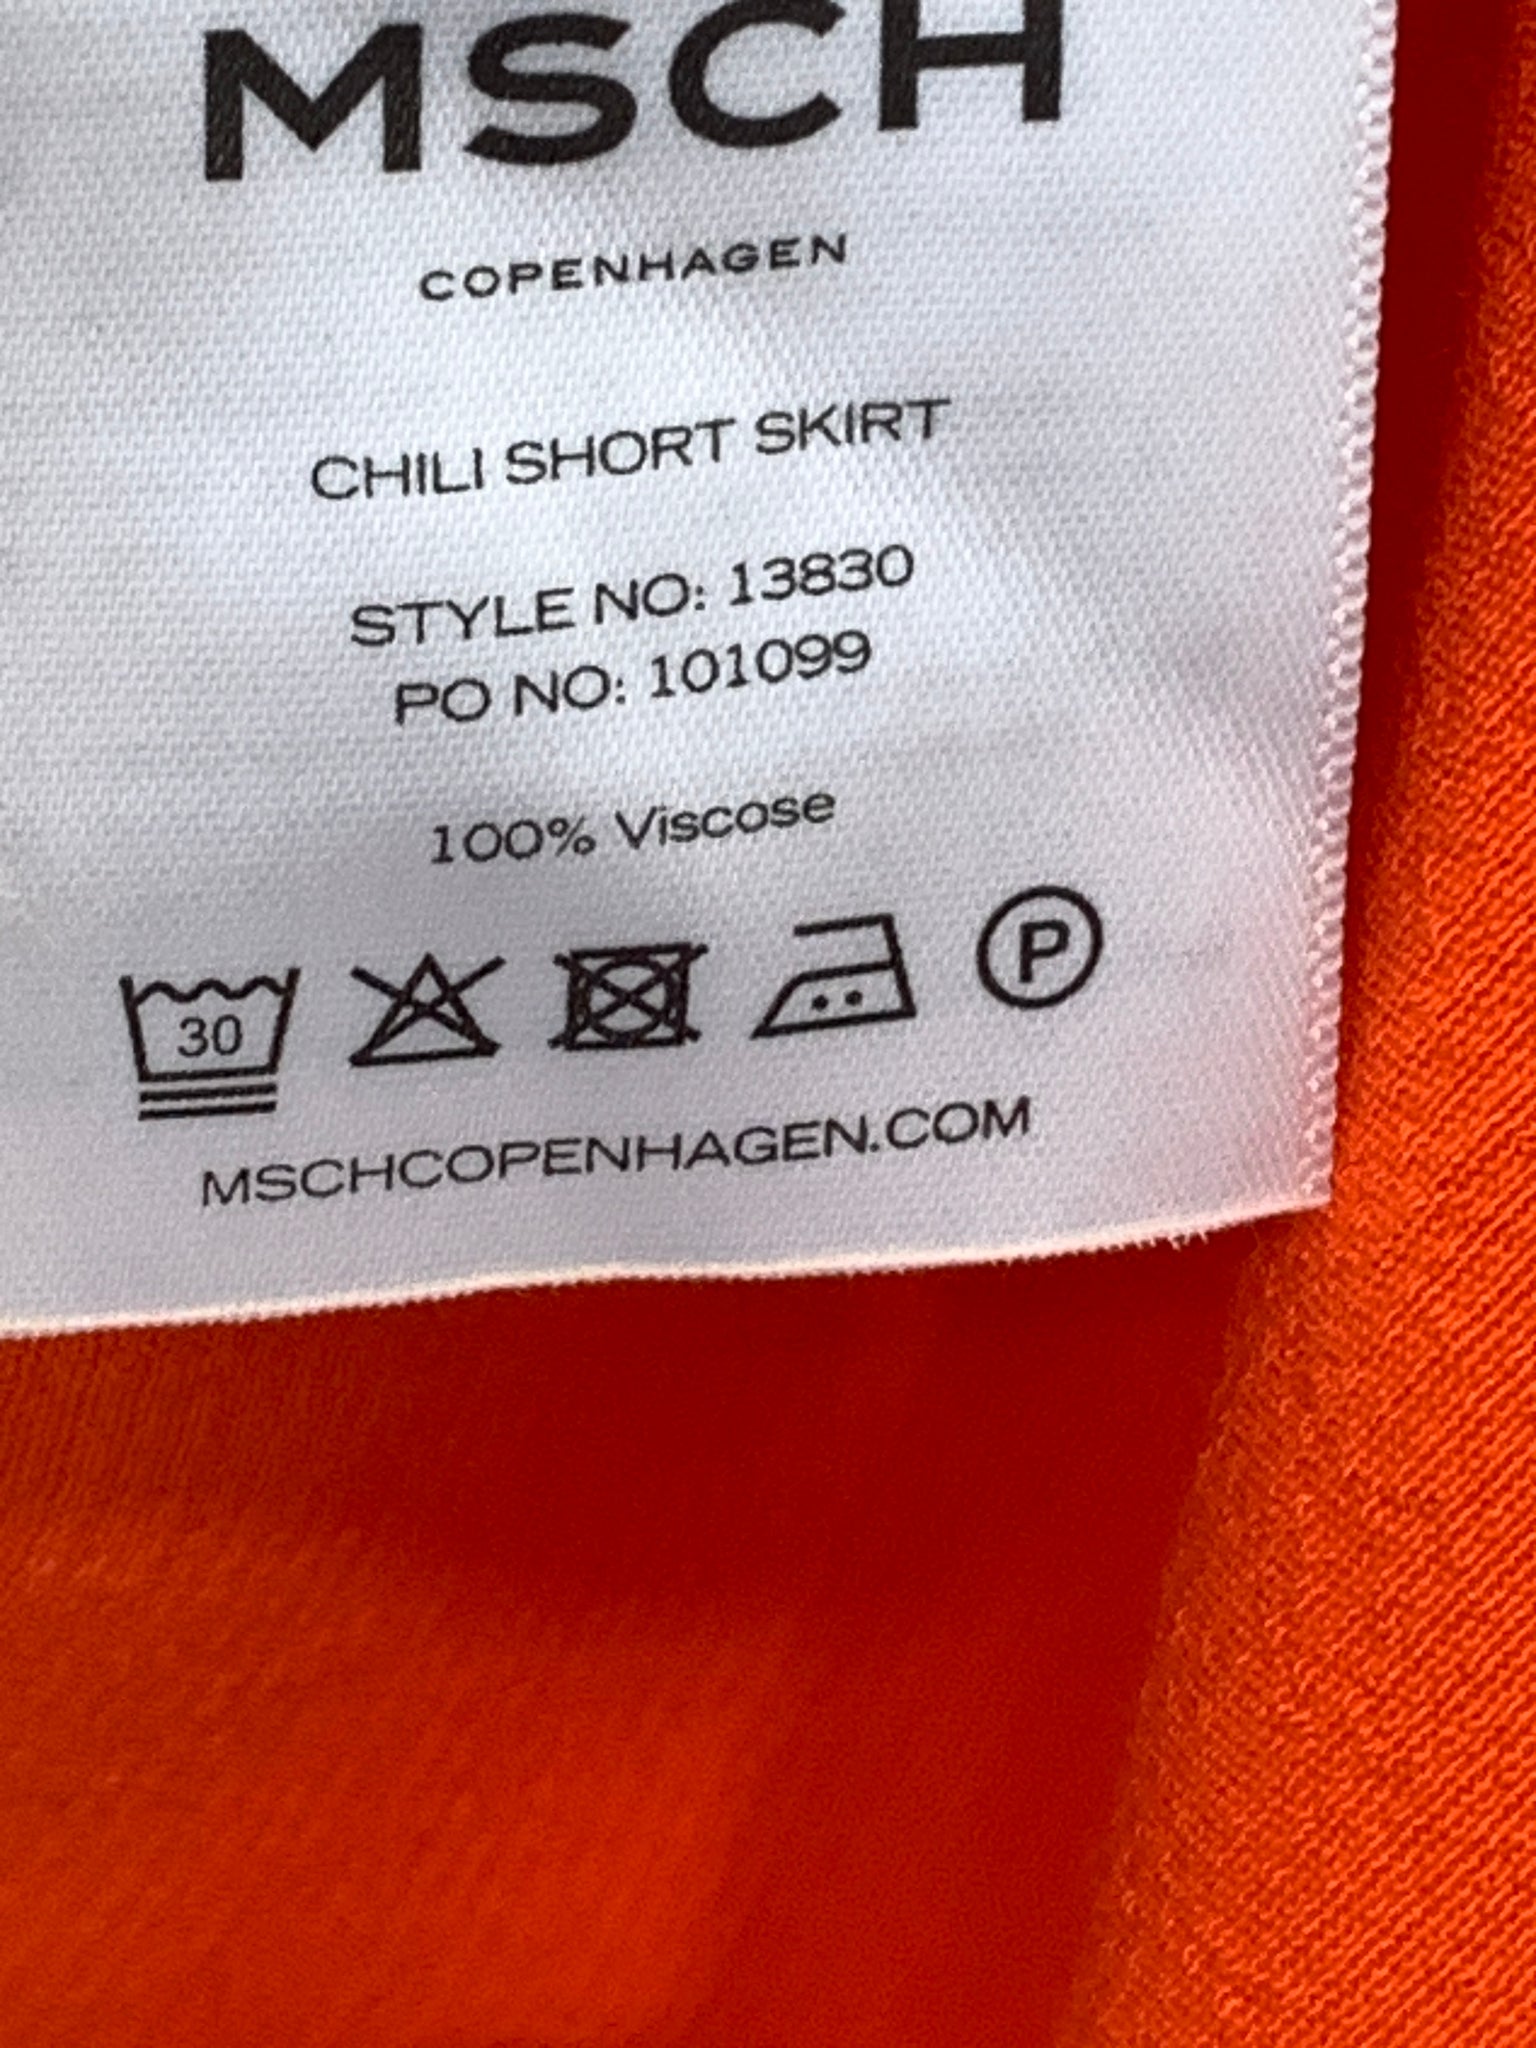 MSCH
COPENHAGEN
CHILI SHORT SKIRT
STYLE NO: 13830
PO NO: 101099
100% Viscose
30 P
MSCHCOPENHAGEN.COM